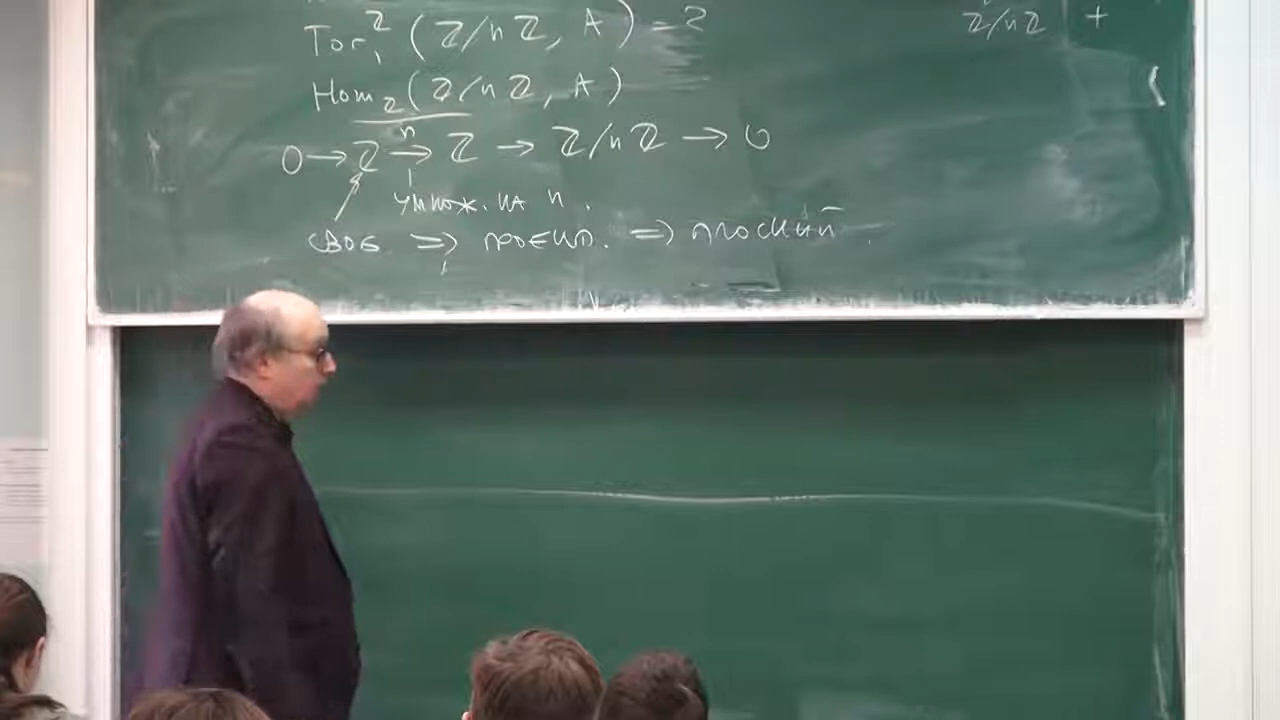 Tor₁^ℤ (ℤ/nℤ, A) = ?
Hom_ℤ (ℤ/nℤ, A)
n
0 → ℤ → ℤ → ℤ/nℤ → 0
умнож. на n.
своб ⇒ проект. ⇒ плоский
ℤ/nℤ +